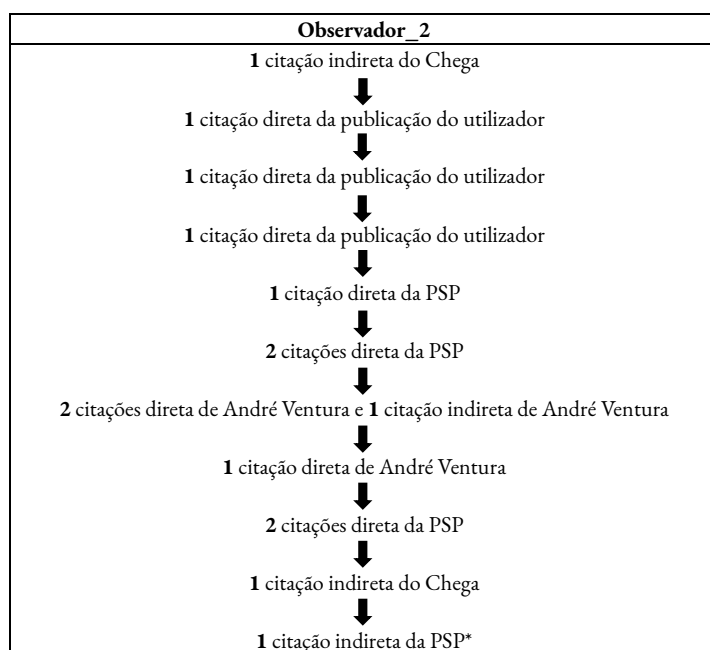 Observador_2
1 citação indireta do Chega
1 citação direta da publicação do utilizador
1 citação direta da publicação do utilizador
1 citação direta da publicação do utilizador
1 citação direta da PSP
2 citações direta da PSP
2 citações direta de André Ventura e 1 citação indireta de André Ventura
1 citação direta de André Ventura
2 citações direta da PSP
1 citação indireta do Chega
1 citação indireta da PSP*